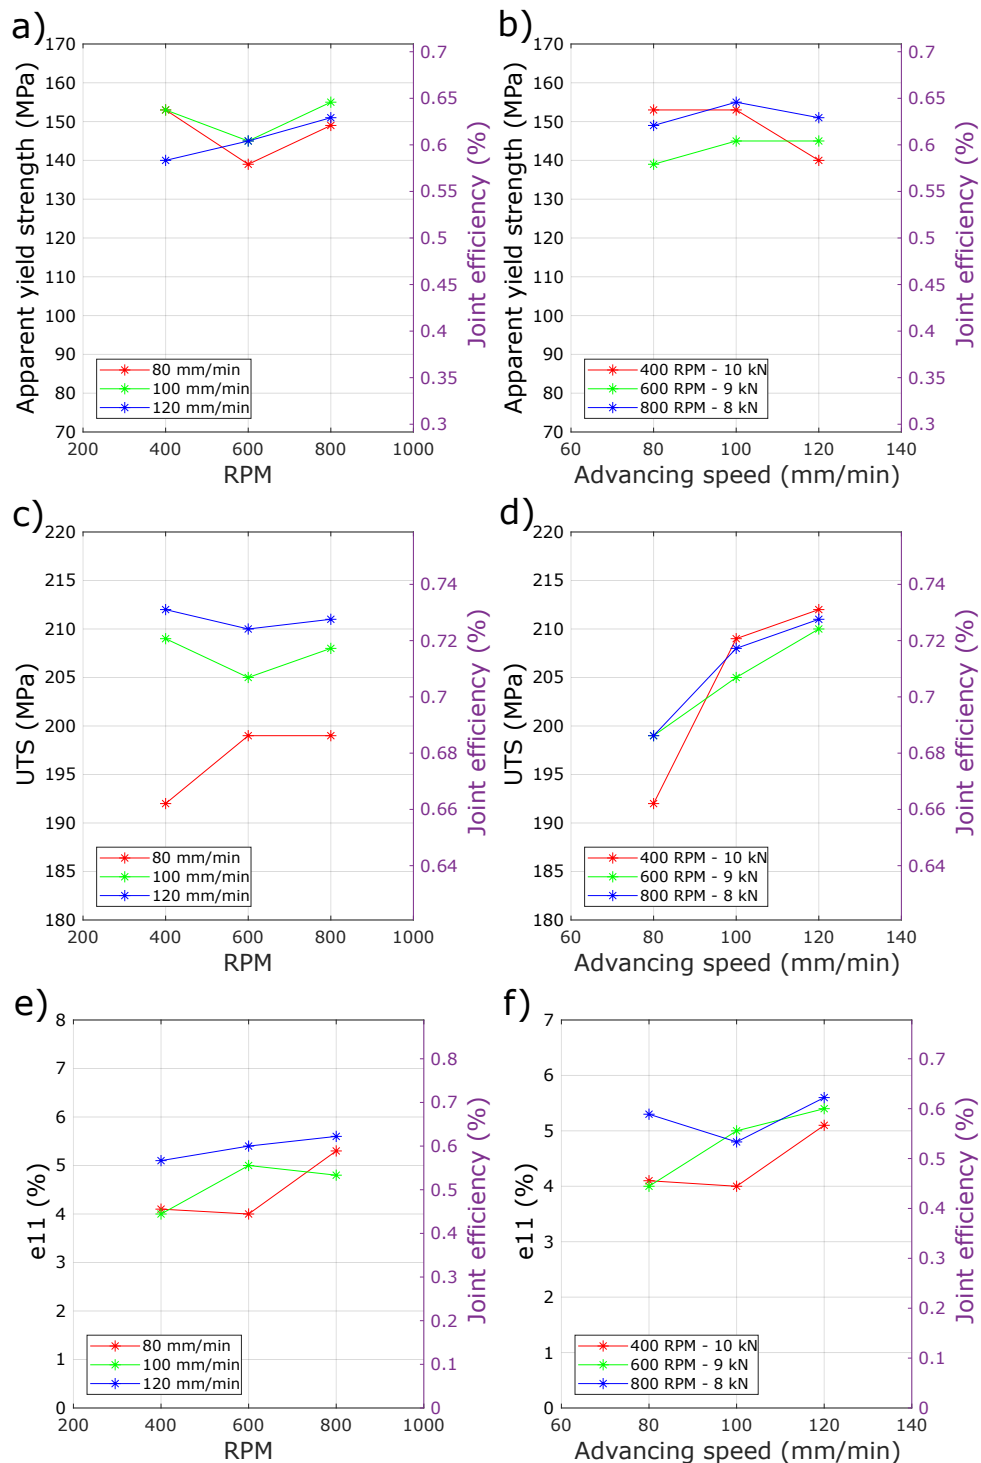 a)
170
160
150
140
130
120
110
100
90
80
70
Apparent yield strength (MPa)
0.7
0.65
0.6
0.55
0.5
0.45
0.4
0.35
0.3
Joint efficiency (%)
80 mm/min
100 mm/min
120 mm/min
200 400 600 800 1000
RPM
b)
170
160
150
140
130
120
110
100
90
80
70
Apparent yield strength (MPa)
0.7
0.65
0.6
0.55
0.5
0.45
0.4
0.35
0.3
Joint efficiency (%)
400 RPM - 10 kN
600 RPM - 9 kN
800 RPM - 8 kN
60 80 100 120 140
Advancing speed (mm/min)
c)
220
215
210
205
200
195
190
185
180
UTS (MPa)
0.74
0.72
0.7
0.68
0.66
0.64
Joint efficiency (%)
80 mm/min
100 mm/min
120 mm/min
200 400 600 800 1000
RPM
d)
220
215
210
205
200
195
190
185
180
UTS (MPa)
0.74
0.72
0.7
0.68
0.66
0.64
Joint efficiency (%)
400 RPM - 10 kN
600 RPM - 9 kN
800 RPM - 8 kN
60 80 100 120 140
Advancing speed (mm/min)
e)
8
7
6
5
4
3
2
1
0
e11 (%)
0.8
0.7
0.6
0.5
0.4
0.3
0.2
0.1
0
Joint efficiency (%)
80 mm/min
100 mm/min
120 mm/min
200 400 600 800 1000
RPM
f)
7
6
5
4
3
2
1
0
e11 (%)
0.7
0.6
0.5
0.4
0.3
0.2
0.1
0
Joint efficiency (%)
400 RPM - 10 kN
600 RPM - 9 kN
800 RPM - 8 kN
60 80 100 120 140
Advancing speed (mm/min)